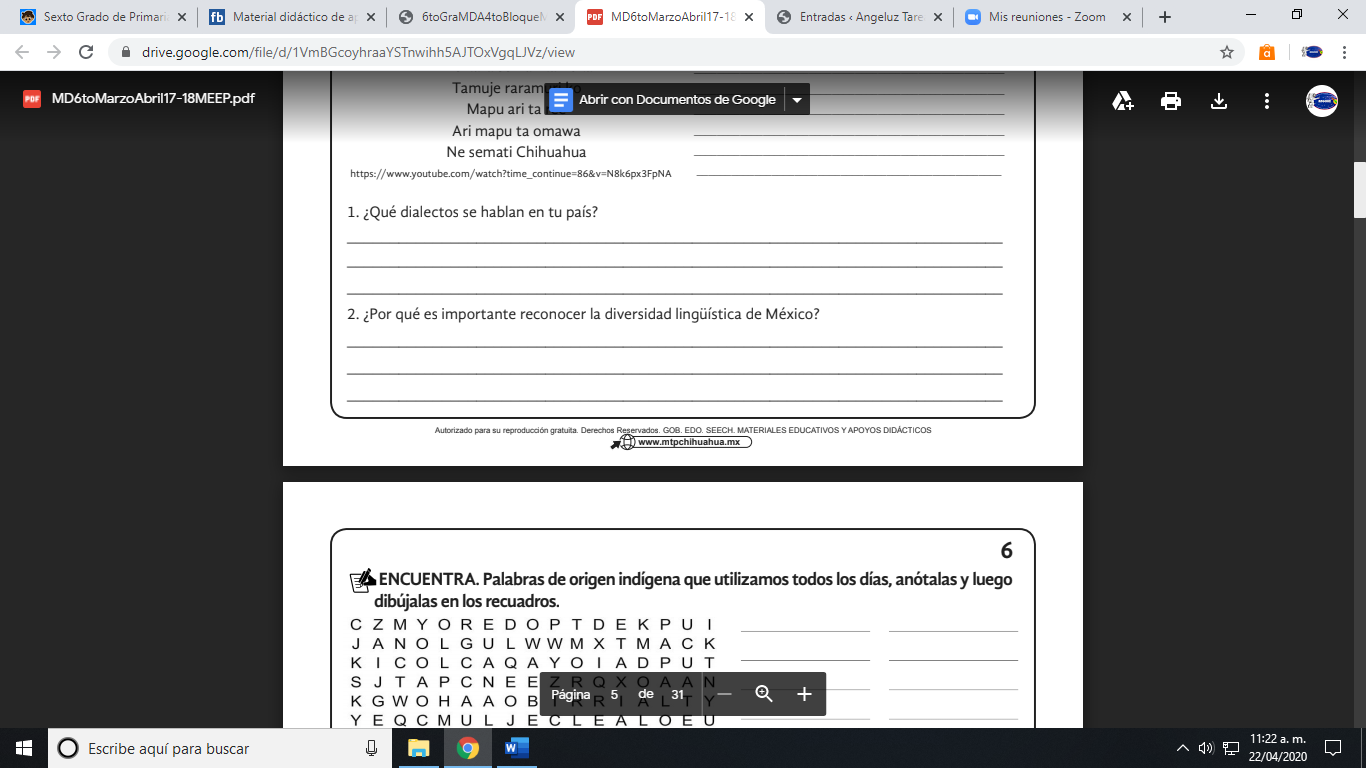 Sexto Grado de Primari
Material didáctico de ap
6toGraMDA4toBloqueM
MD6toMarzoAbril17-18
Entradas ‹ Angeluz Tare
Mis reuniones - Zoom
drive.google.com/file/d/1VmBGcoyhraaYSTnwihh5AJTOxVgqLJVz/view
MD6toMarzoAbril17-18MEEP.pdf
Abrir con Documentos de Google
Tamuje
Mapu ari ta
Ari mapu ta omawa
Ne semati Chihuahua
https://www.youtube.com/watch?time_continue=86&v=N8k6px3FpNA
1. ¿Qué dialectos se hablan en tu país?
2. ¿Por qué es importante reconocer la diversidad lingüística de México?
Autorizado para su reproducción gratuita. Derechos Reservados. GOB. EDO. SEECH. MATERIALES EDUCATIVOS Y APOYOS DIDÁCTICOS
www.mtpchihuahua.mx
6
ENCUENTRA. Palabras de origen indígena que utilizamos todos los días, anótalas y luego
dibújalas en los recuadros.
C Z M Y O R E D O P T D E K P U I
J A N O L G U L W W M X T M A C K
K I C O L C A Q A Y O I A D P U T
S J T A P C N E E Z R Q X O A A N
K G W O H A A O B T R R I A L T Y
Y E Q C M U L J E C L E A L O E U
Página 5 de 31
Escribe aquí para buscar
11:22 a. m.
22/04/2020